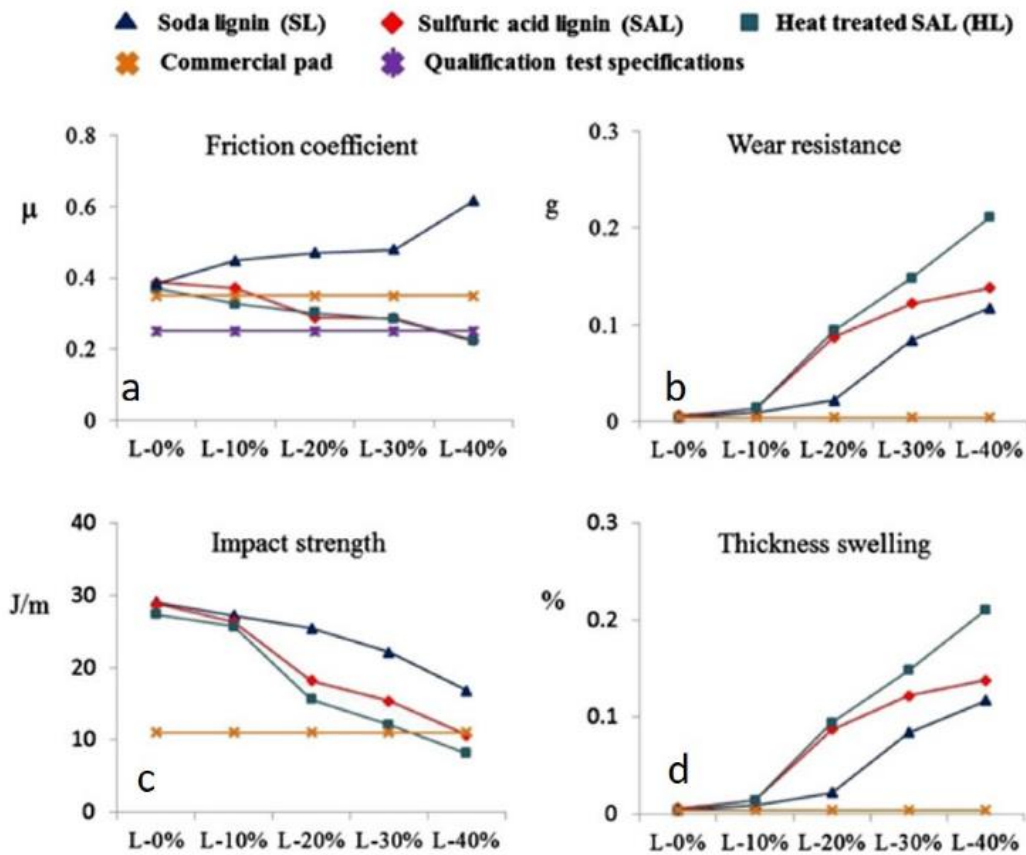 Soda lignin (SL) Sulfuric acid lignin (SAL) Heat treated SAL (HL)
Commercial pad Qualification test specifications
Friction coefficient
μ
0.8
0.6
0.4
0.2
0
a
L-0% L-10% L-20% L-30% L-40%
Wear resistance
g
0.3
0.2
0.1
0
b
L-0% L-10% L-20% L-30% L-40%
Impact strength
J/m
40
30
20
10
0
c
L-0% L-10% L-20% L-30% L-40%
Thickness swelling
%
0.3
0.2
0.1
0
d
L-0% L-10% L-20% L-30% L-40%